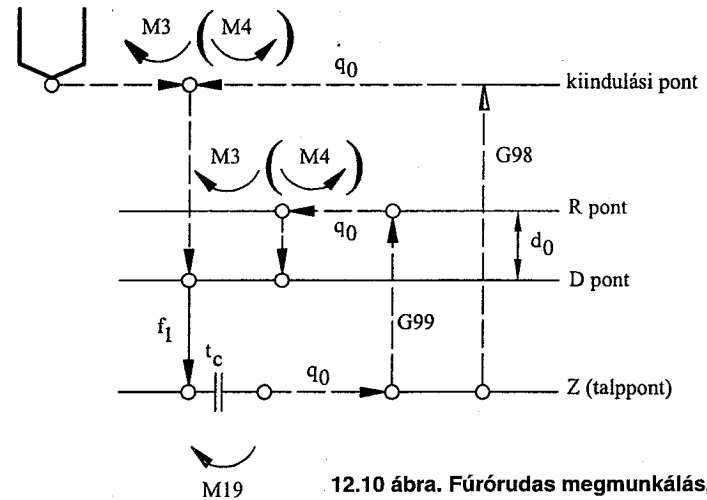 M3 ( M4 )
q0
kiindulási pont
M3 ( M4 )
G98
R pont
q0
d0
D pont
f1
G99
tc
q0
Z (talppont)
M19
12.10 ábra. Fúrórudas megmunkálás